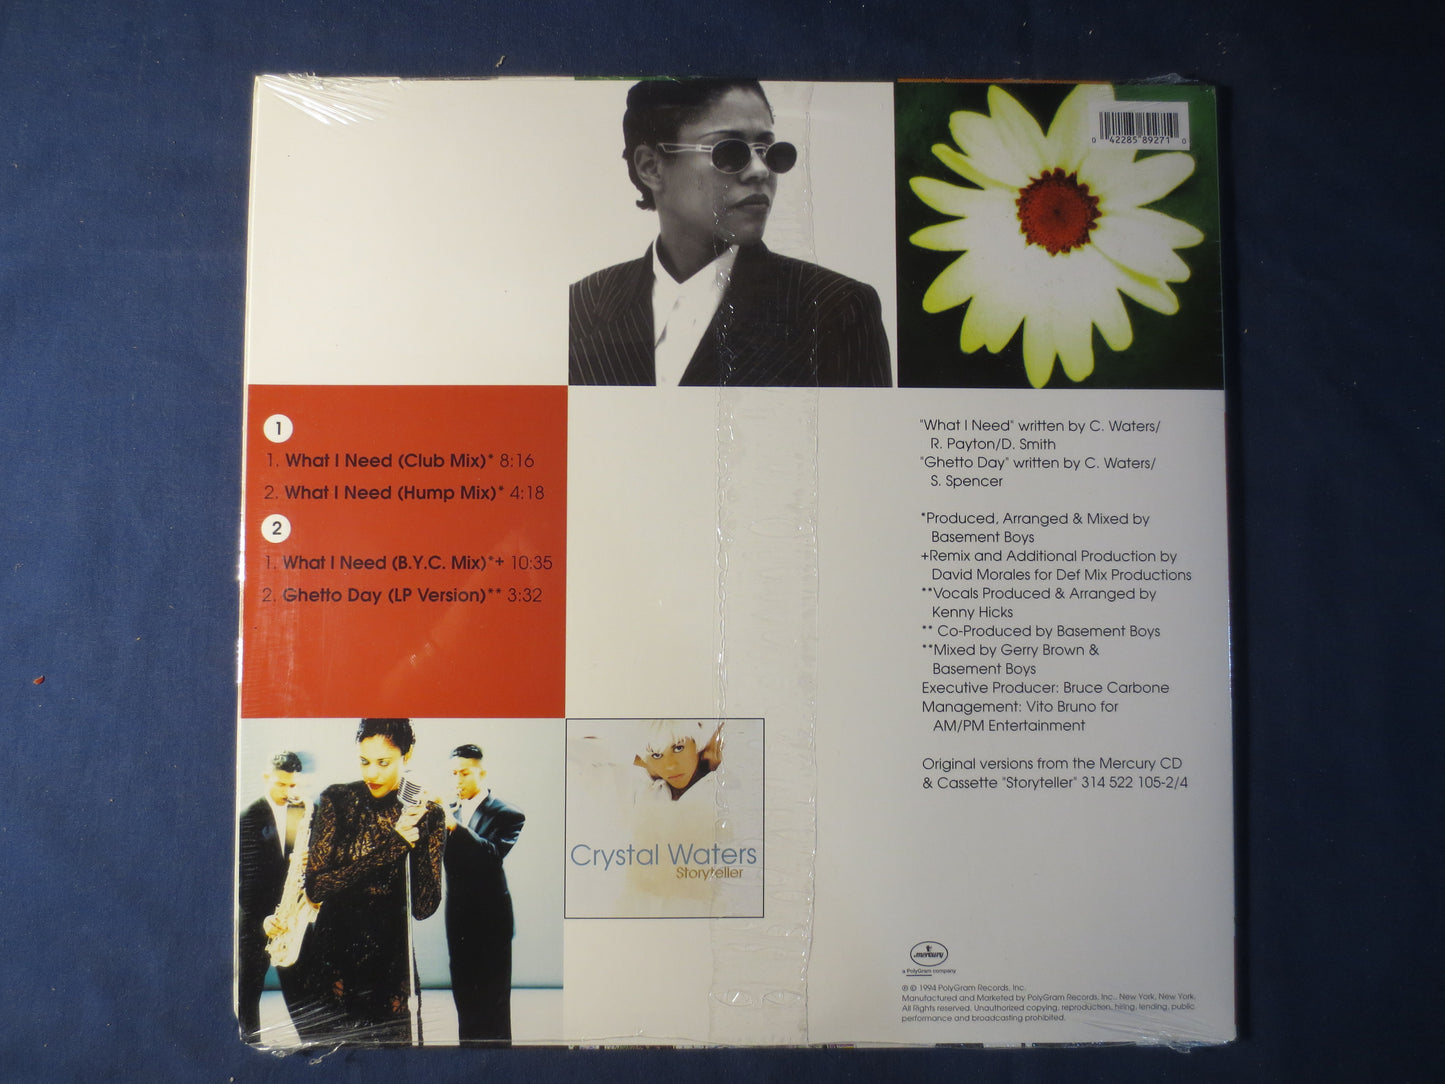 0 42285 89271 0
1
1. What I Need (Club Mix)* 8:16
2. What I Need (Hump Mix)* 4:18
2
1. What I Need (B.Y.C. Mix)*+ 10:35
2. Ghetto Day (LP Version)** 3:32
Crystal Waters
Storyteller
"What I Need" written by C. Waters/
R. Payton/D. Smith
"Ghetto Day" written by C. Waters/
S. Spencer
*Produced, Arranged & Mixed by
Basement Boys
+Remix and Additional Production by
David Morales for Def Mix Productions
**Vocals Produced & Arranged by
Kenny Hicks
** Co-Produced by Basement Boys
**Mixed by Gerry Brown &
Basement Boys
Executive Producer: Bruce Carbone
Management: Vito Bruno for
AM/PM Entertainment
Original versions from the Mercury CD
& Cassette "Storyteller" 314 522 105-2/4
mercury
a PolyGram company
℗ © 1994 PolyGram Records, Inc.
Manufactured and Marketed by PolyGram Records, Inc., New York, New York.
All Rights reserved. Unauthorized copying, reproduction, hiring, lending, public
performance and broadcasting prohibited.